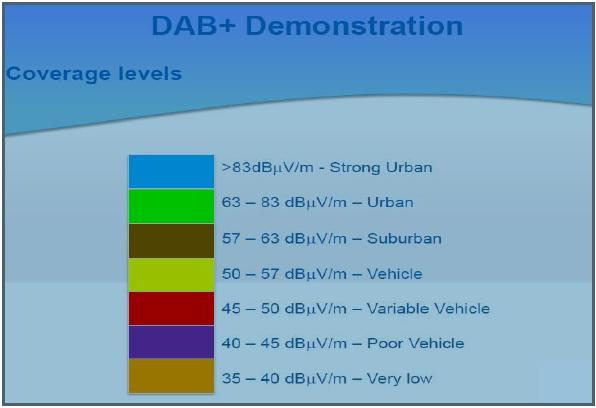 DAB+ Demonstration
Coverage levels
>83dBµV/m - Strong Urban
63 – 83 dBµV/m – Urban
57 – 63 dBµV/m – Suburban
50 – 57 dBµV/m – Vehicle
45 – 50 dBµV/m – Variable Vehicle
40 – 45 dBµV/m – Poor Vehicle
35 – 40 dBµV/m – Very low